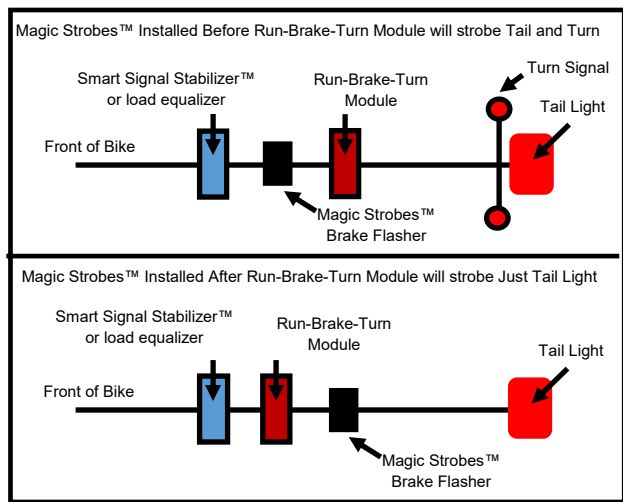 Magic Strobes™ Installed Before Run-Brake-Turn Module will strobe Tail and Turn
Smart Signal Stabilizer™
or load equalizer
Run-Brake-Turn
Module
Turn Signal
Tail Light
Front of Bike
Magic Strobes™
Brake Flasher
Magic Strobes™ Installed After Run-Brake-Turn Module will strobe Just Tail Light
Smart Signal Stabilizer™
or load equalizer
Run-Brake-Turn
Module
Tail Light
Front of Bike
Magic Strobes™
Brake Flasher